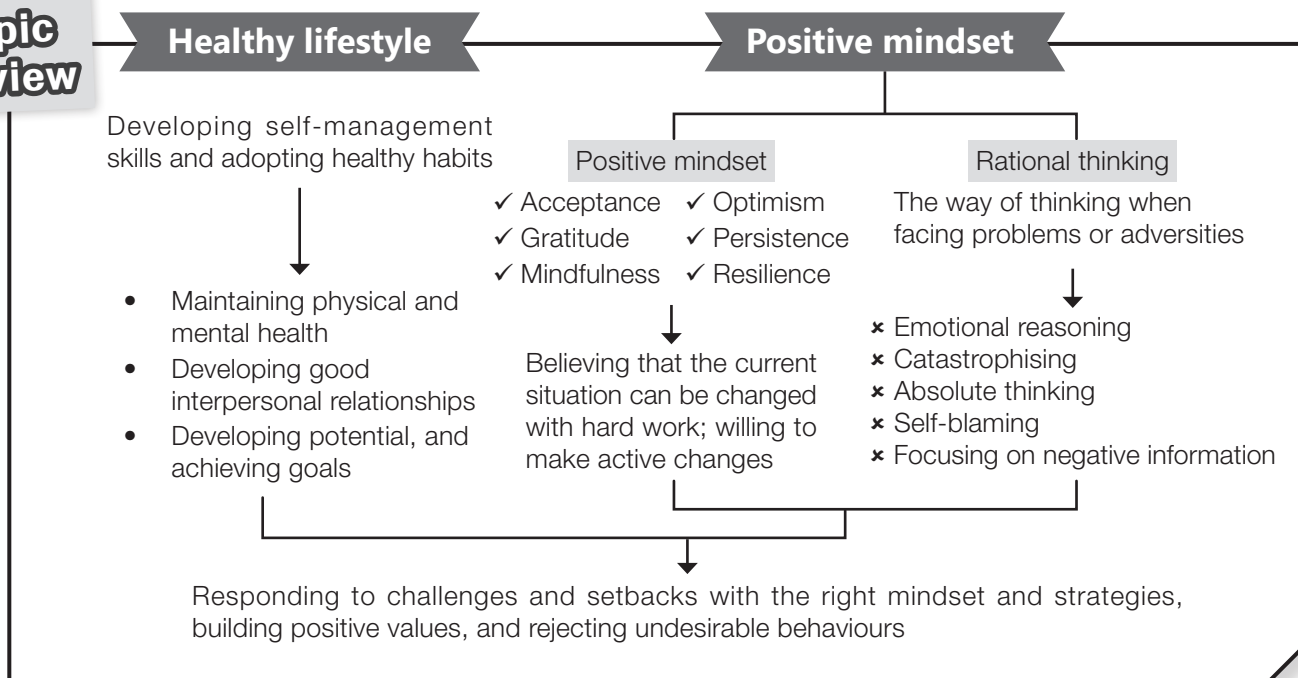 Healthy lifestyle
Developing self-management
skills and adopting healthy habits
• Maintaining physical and
mental health
• Developing good
interpersonal relationships
• Developing potential, and
achieving goals
Positive mindset
Positive mindset
✓ Acceptance ✓ Optimism
✓ Gratitude ✓ Persistence
✓ Mindfulness ✓ Resilience
Believing that the current
situation can be changed
with hard work; willing to
make active changes
Rational thinking
The way of thinking when
facing problems or adversities
✘ Emotional reasoning
✘ Catastrophising
✘ Absolute thinking
✘ Self-blaming
✘ Focusing on negative information
Responding to challenges and setbacks with the right mindset and strategies,
building positive values, and rejecting undesirable behaviours